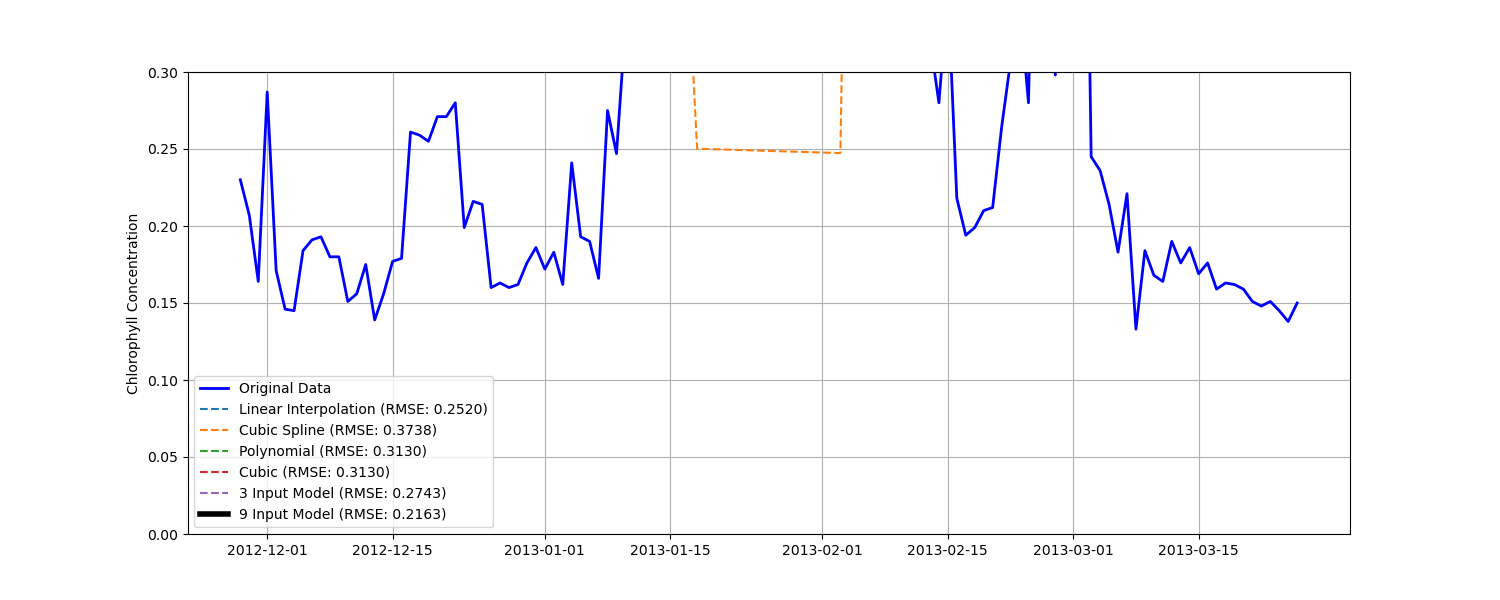 0.30
0.25
0.20
0.15
0.10
0.05
0.00
Chlorophyll Concentration
Original Data
Linear Interpolation (RMSE: 0.2520)
Cubic Spline (RMSE: 0.3738)
Polynomial (RMSE: 0.3130)
Cubic (RMSE: 0.3130)
3 Input Model (RMSE: 0.2743)
9 Input Model (RMSE: 0.2163)
2012-12-01 2012-12-15 2013-01-01 2013-01-15 2013-02-01 2013-02-15 2013-03-01 2013-03-15